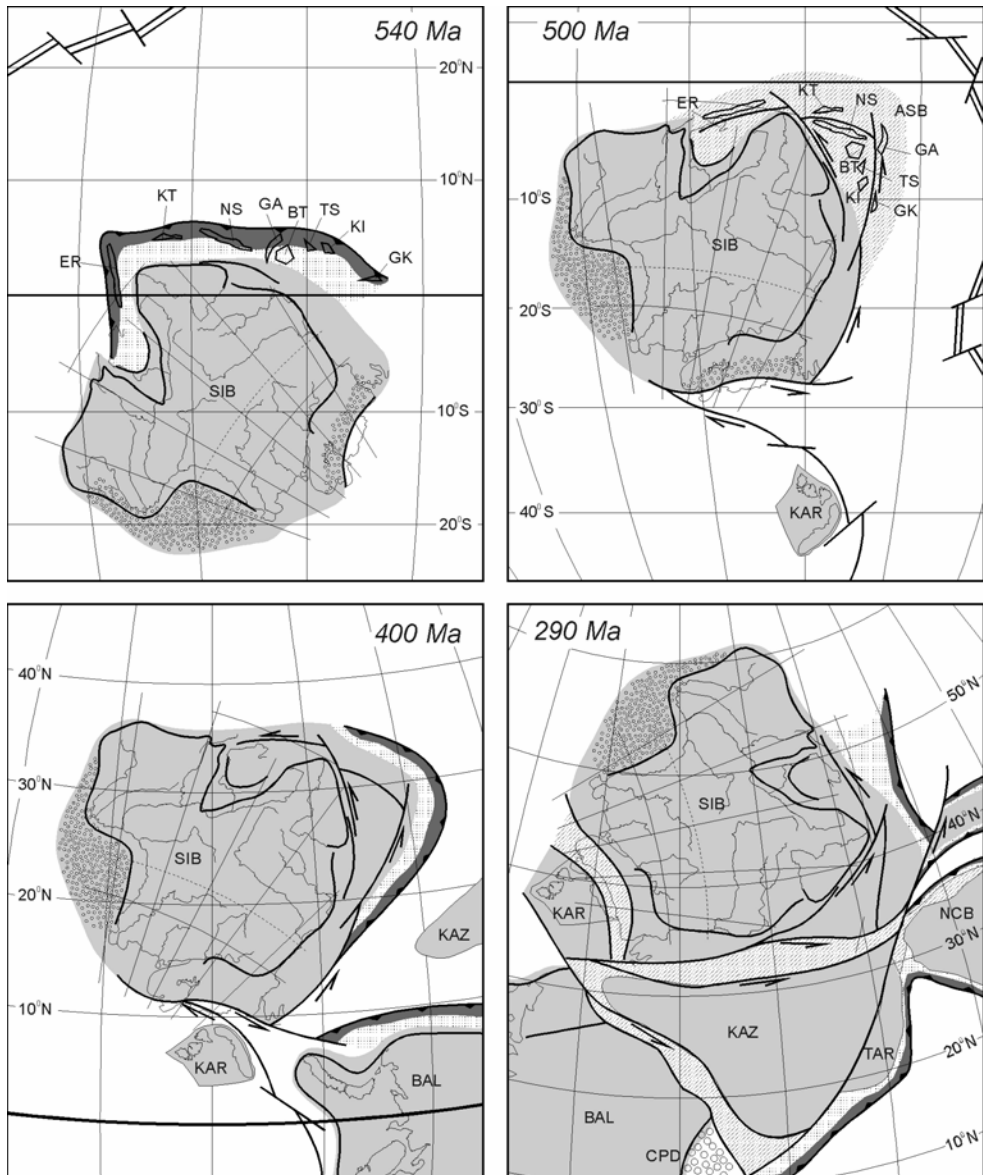 540 Ma
20°N
10°N
KT
NS
GA
BT
TS
KI
ER
GK
SIB
10°S
20°S
500 Ma
ER
KT
NS
ASB
GA
BT
TS
KI
GK
10°S
SIB
20°S
30°S
KAR
40°S
400 Ma
40°N
30°N
SIB
20°N
KAZ
10°N
KAR
BAL
290 Ma
50°N
SIB
40°N
KAR
NCB
30°N
KAZ
TAR
20°N
BAL
CPD
10°N